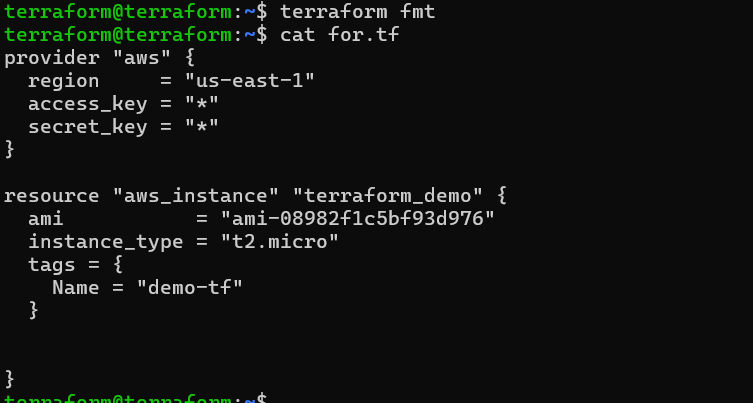 terraform@terraform:~$ terraform fmt
terraform@terraform:~$ cat for.tf
provider "aws" {
  region     = "us-east-1"
  access_key = "*"
  secret_key = "*"
}

resource "aws_instance" "terraform_demo" {
  ami           = "ami-08982f1c5bf93d976"
  instance_type = "t2.micro"
  tags = {
    Name = "demo-tf"
  }


}
terraform@terraform:~$